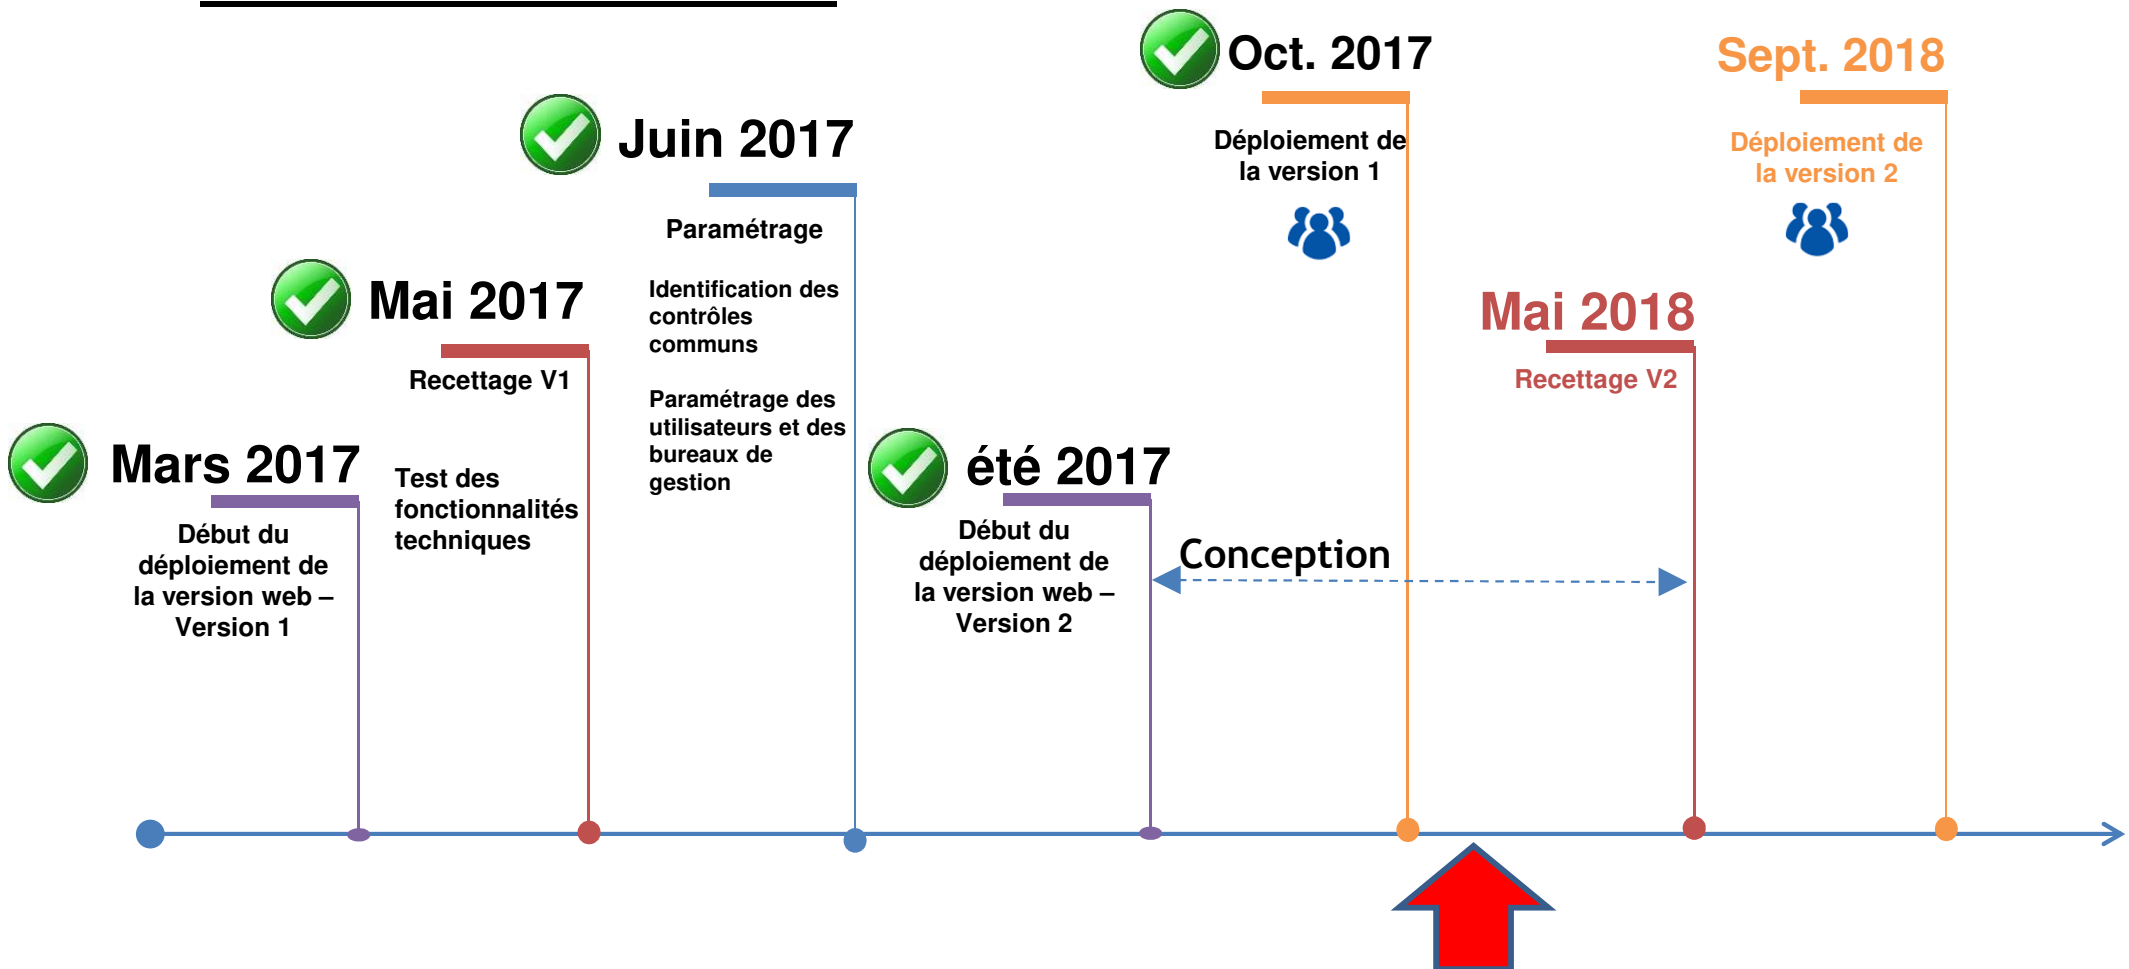 Mars 2017
Début du
déploiement de
la version web –
Version 1
Mai 2017
Recettage V1
Test des
fonctionnalités
techniques
Juin 2017
Paramétrage
Identification des
contrôles
communs
Paramétrage des
utilisateurs et des
bureaux de
gestion
été 2017
Début du
déploiement de
la version web –
Version 2
Conception
Oct. 2017
Déploiement de
la version 1
Mai 2018
Recettage V2
Sept. 2018
Déploiement de
la version 2